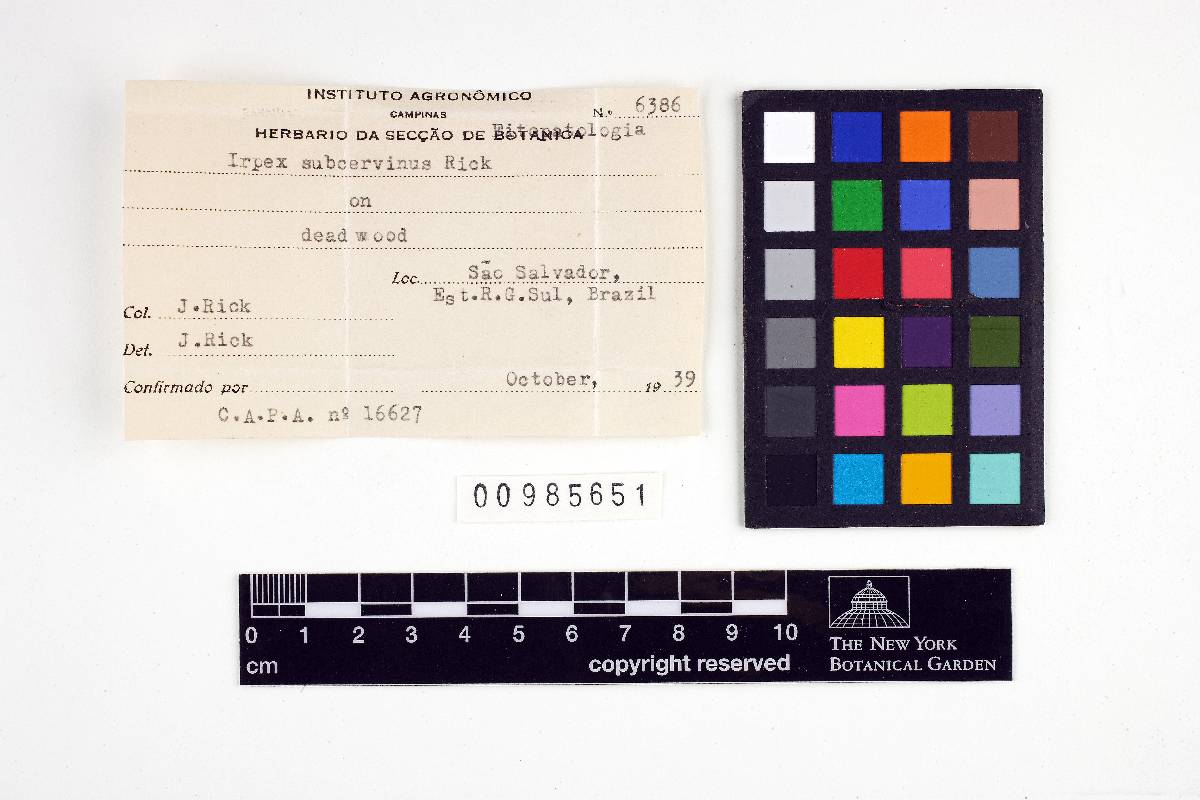 INSTITUTO AGRONÔMICO
CAMPINAS
N.º 6386
HERBARIO DA SECÇÃO DE BOTANICA Fitopatologia
Irpex subcervinus Rick
on
dead wood
Loc. São Salvador,
Est.R.G.Sul, Brazil
Col. J.Rick
Det. J.Rick
Confirmado por October, 19 39
C.A.P.A. nº 16627
00985651
0 1 2 3 4 5 6 7 8 9 10
cm
copyright reserved
THE NEW YORK
BOTANICAL GARDEN